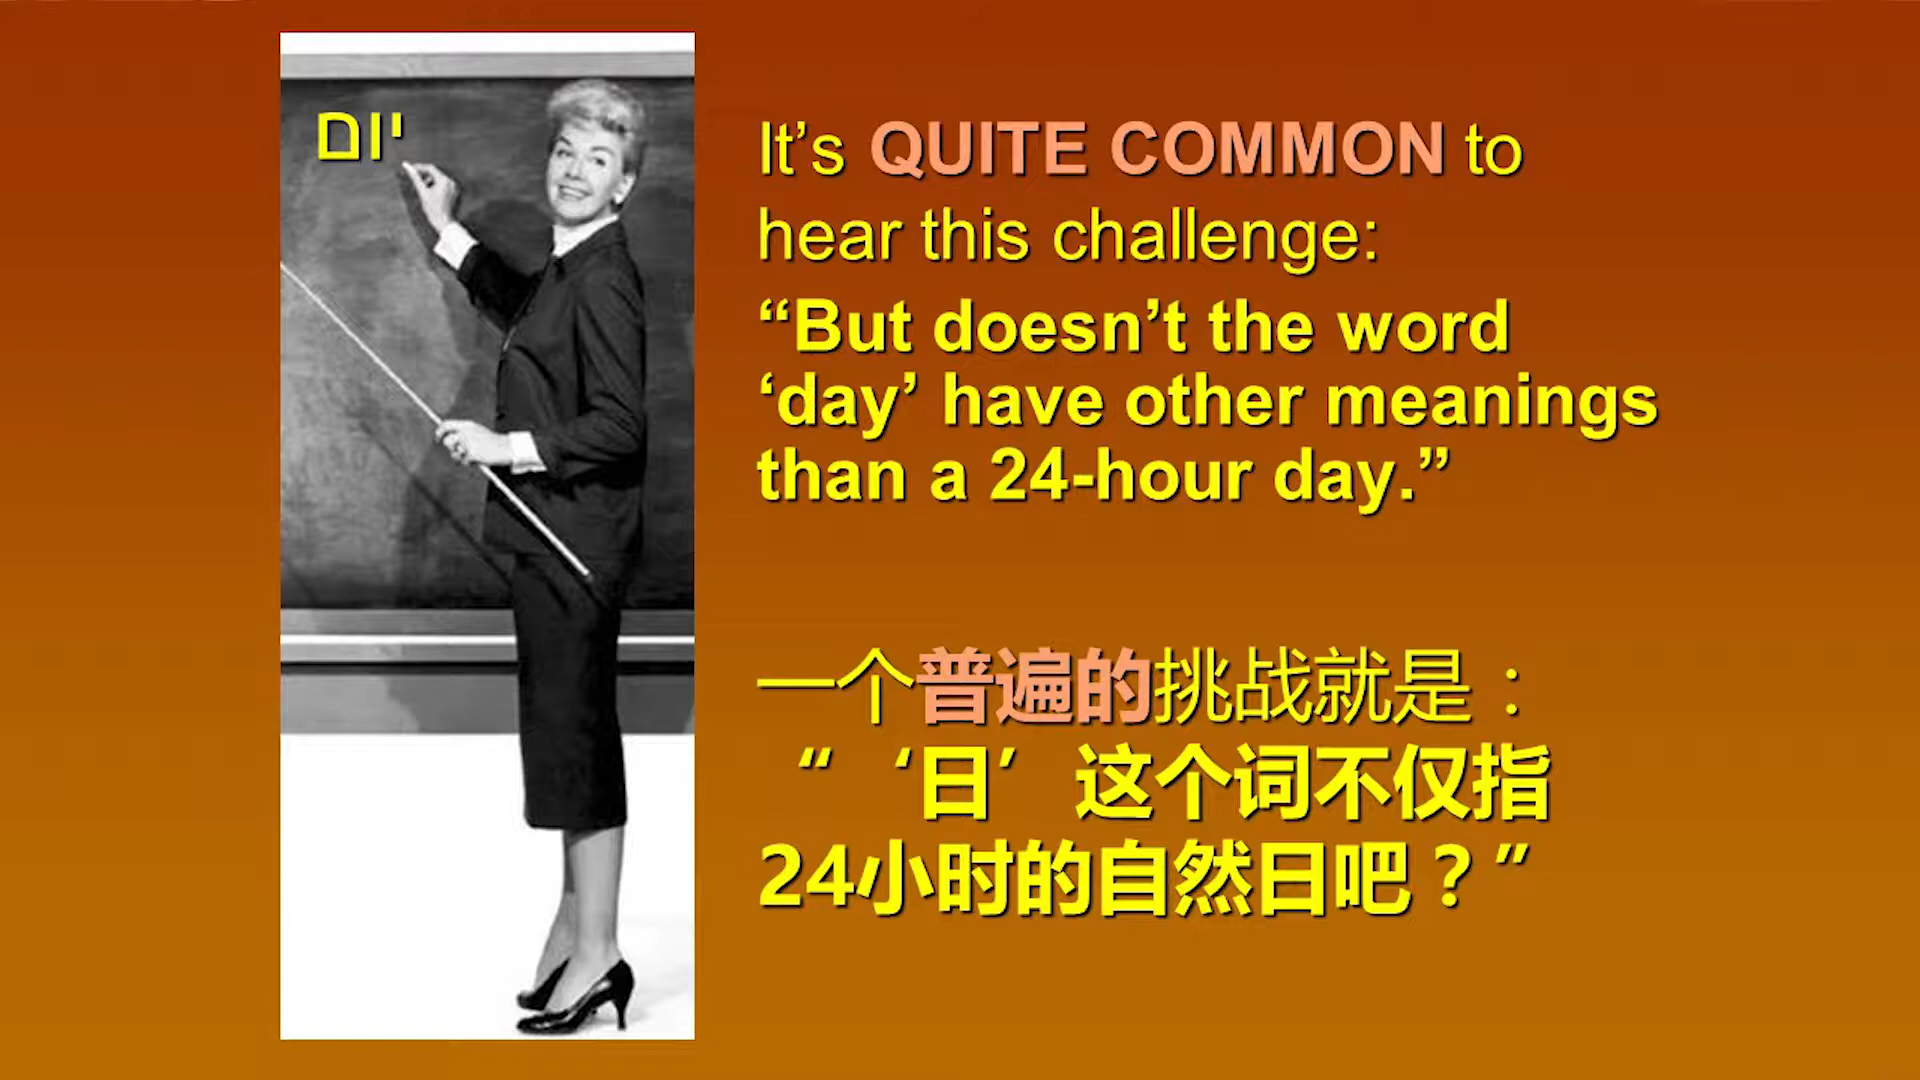 יום
It’s QUITE COMMON to
hear this challenge:
“But doesn’t the word
‘day’ have other meanings
than a 24-hour day.”
一个普遍的挑战就是：
“‘日’这个词不仅指
24小时的自然日吧？”